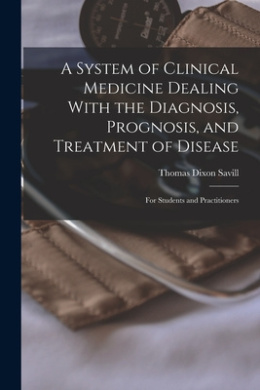 A System of Clinical
Medicine Dealing
With the Diagnosis,
Prognosis, and
Treatment of Disease
Thomas Dixon Savill
For Students and Practitioners